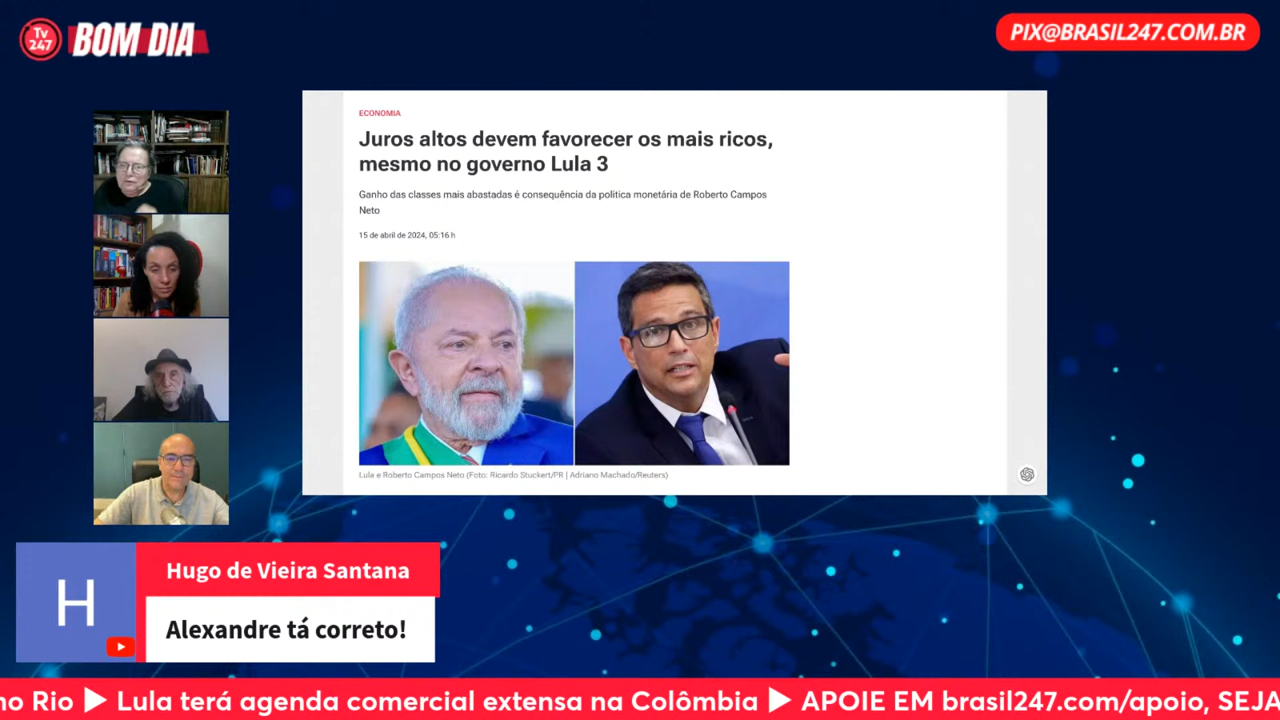 Tv 247
BOM DIA
PIX@BRASIL247.COM.BR
ECONOMIA
Juros altos devem favorecer os mais ricos,
mesmo no governo Lula 3
Ganho das classes mais abastadas é consequência da política monetária de Roberto Campos
Neto
15 de abril de 2024, 05:16 h
Lula e Roberto Campos Neto (Foto: Ricardo Stuckert/PR | Adriano Machado/Reuters)
H
Hugo de Vieira Santana
Alexandre tá correto!
no Rio ▶ Lula terá agenda comercial extensa na Colômbia ▶ APOIE EM brasil247.com/apoio, SEJA